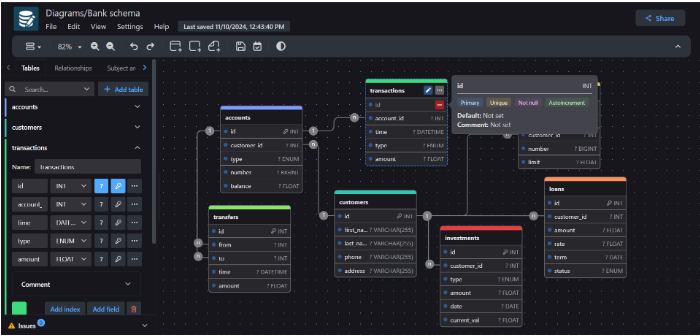 Diagrams/Bank schema
File Edit View Settings Help Last saved 11/10/2024, 12:43:40 PM
Share
82%
Tables Relationships Subject ar
Search...
+ Add table
accounts
customers
transactions
Name: transactions
id INT ?
account_ INT ?
time DATE... ?
type ENUM ?
amount FLOAT ?
Comment
Add index Add field
Issues
accounts
id INT
customer_id ? INT
type ? ENUM
number ? BIGINT
balance ? FLOAT
transactions
id
account_id ? INT
time ? DATETIME
type ? ENUM
amount ? FLOAT
id INT
Primary Unique Not null Autoincrement
Default: Not set
Comment: Not set
customer_id ? INT
number ? BIGINT
limit ? FLOAT
transfers
id INT
from ? INT
to ? INT
time ? DATETIME
amount ? FLOAT
customers
id INT
first_na... ? VARCHAR(255)
last_na... ? VARCHAR(255)
phone ? VARCHAR(255)
address ? VARCHAR(255)
investments
id INT
customer_id ? INT
type ? ENUM
amount ? FLOAT
date ? DATE
current_val ? FLOAT
loans
id INT
customer_id ? INT
amount ? FLOAT
rate ? FLOAT
term ? DATE
status ? ENUM